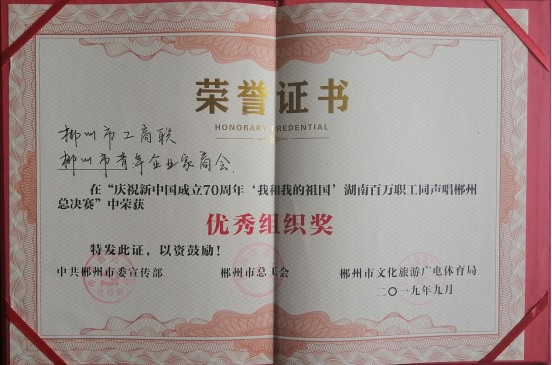 荣誉证书
HONORARY CREDENTIAL
郴州市工商联
郴州市青年企业家商会
在“庆祝新中国成立70周年‘我和我的祖国’湖南百万职工同声唱郴州
总决赛”中荣获
优秀组织奖
特发此证，以资鼓励！
中共郴州市委宣传部 郴州市总工会 郴州市文化旅游广电体育局
二〇一九年九月